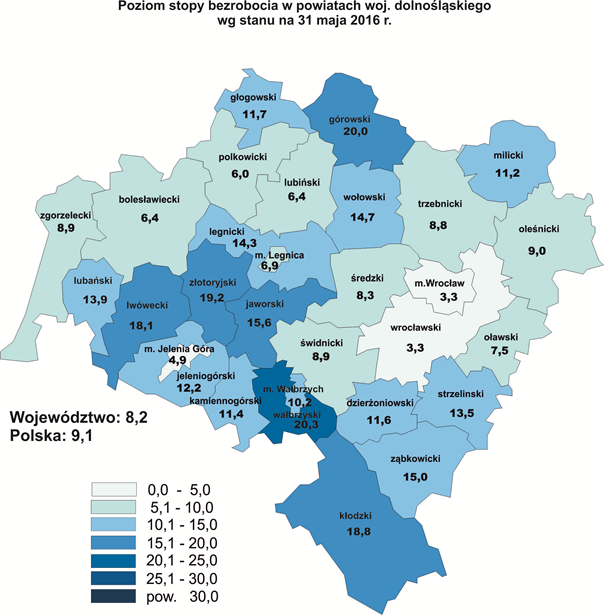 Poziom stopy bezrobocia w powiatach woj. dolnośląskiego
wg stanu na 31 maja 2016 r.
głogowski
11,7
górowski
20,0
milicki
11,2
polkowicki
6,0
lubiński
6,4
wołowski
14,7
trzebnicki
8,8
oleśnicki
9,0
bolesławiecki
6,4
zgorzelecki
8,9
legnicki
14,3
m. Legnica
6,9
lubański
13,9
złotoryjski
19,2
średzki
8,3
m.Wrocław
3,3
lwówecki
18,1
jaworski
15,6
wrocławski
3,3
oławski
7,5
m. Jelenia Góra
4,9
świdnicki
8,9
jeleniogórski
12,2
kamiennogórski
11,4
m. Wałbrzych
10,2
wałbrzyski
20,3
dzierżoniowski
11,6
strzelinski
13,5
ząbkowicki
15,0
kłodzki
18,8
Województwo: 8,2
Polska: 9,1
0,0 - 5,0
5,1 - 10,0
10,1 - 15,0
15,1 - 20,0
20,1 - 25,0
25,1 - 30,0
pow. 30,0